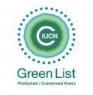 IUCN
Green List
Protected / Conserved Areas